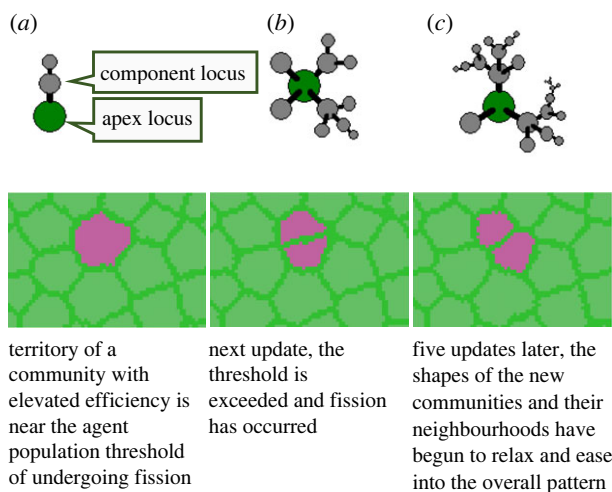 (a)
component locus
apex locus
(b)
(c)
territory of a
community with
elevated efficiency is
near the agent
population threshold
of undergoing fission
next update, the
threshold is
exceeded and fission
has occurred
five updates later, the
shapes of the new
communities and their
neighbourhoods have
begun to relax and ease
into the overall pattern